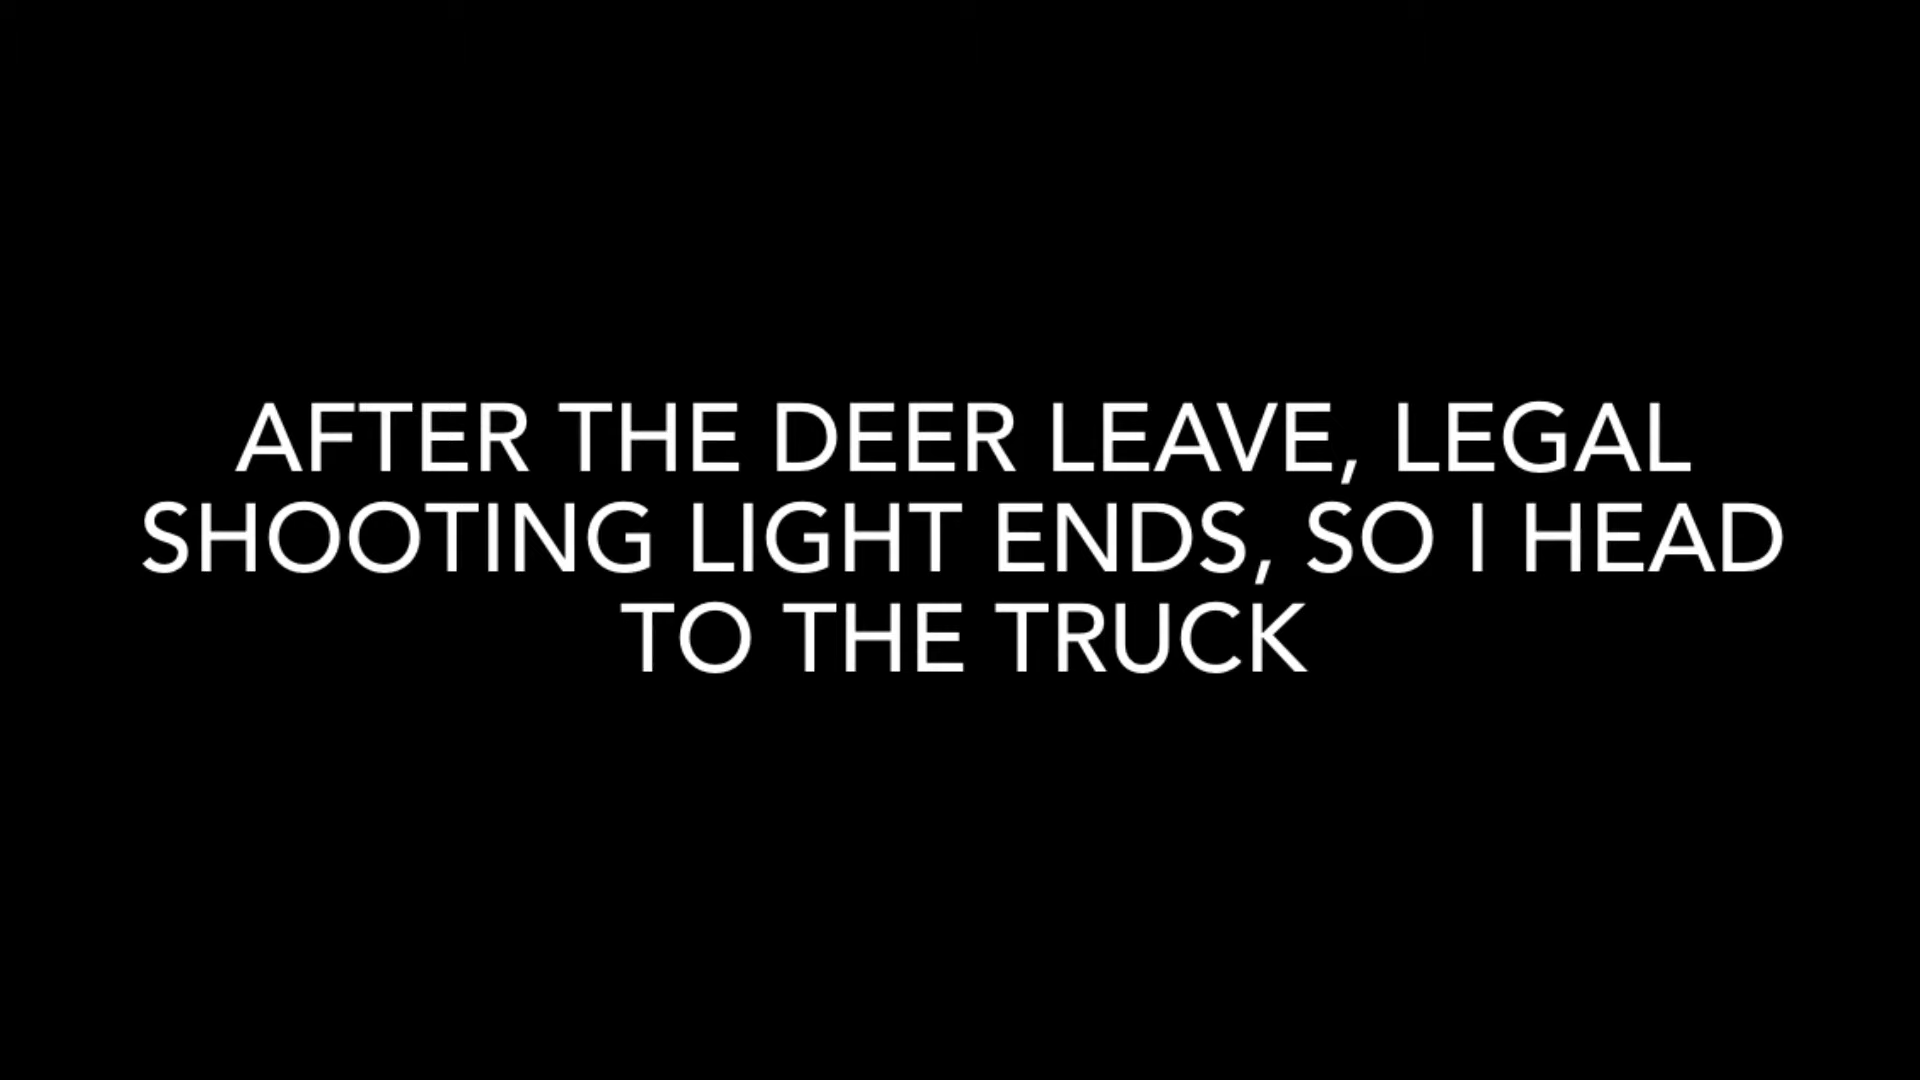 AFTER THE DEER LEAVE, LEGAL
SHOOTING LIGHT ENDS, SO I HEAD
TO THE TRUCK